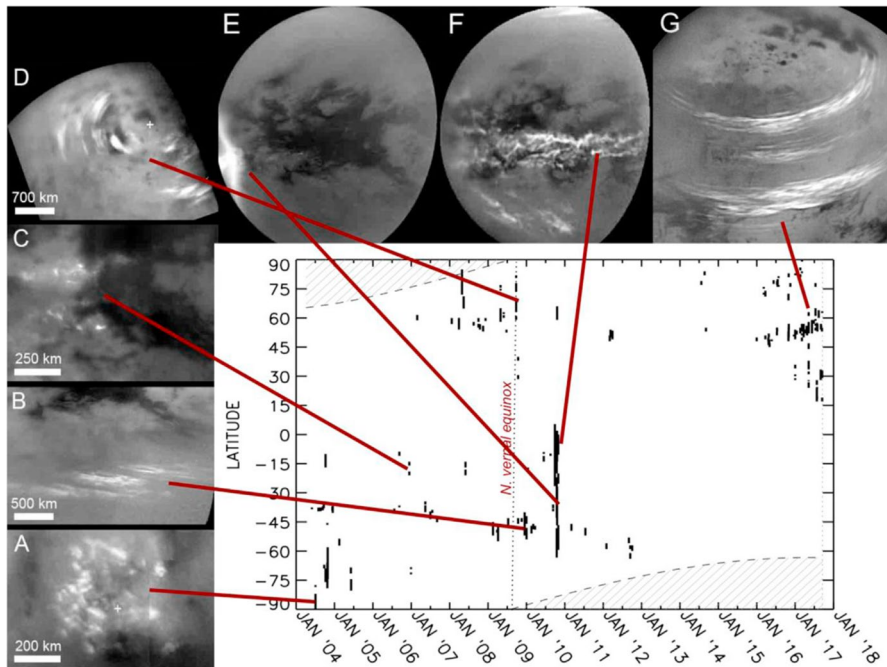 E
F
G
D
700 km
C
250 km
B
500 km
A
200 km
LATITUDE
90
75
60
45
30
15
0
−15
−30
−45
−60
−75
−90
N. vernal equinox
JAN '04
JAN '05
JAN '06
JAN '07
JAN '08
JAN '09
JAN '10
JAN '11
JAN '12
JAN '13
JAN '14
JAN '15
JAN '16
JAN '17
JAN '18